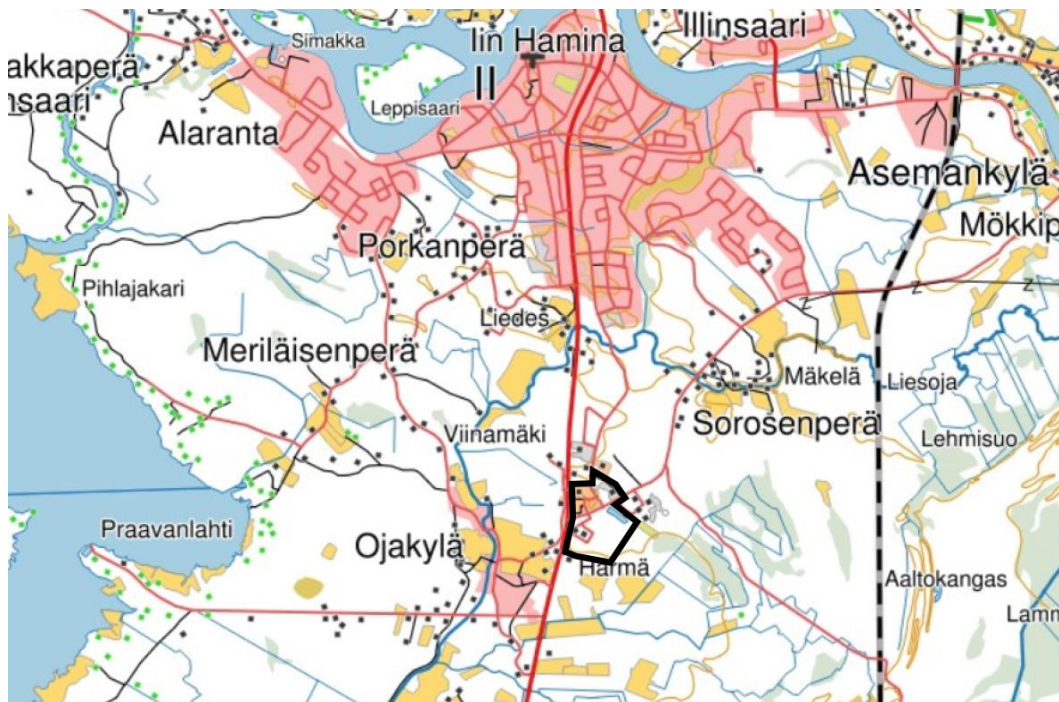 Illinsaari
Simakka
Iin Hamina
akkaperä
II
nsaari
Leppisaari
Alaranta
Asemankylä
Mökkip
Porkanperä
Pihlajakari
Z
Z
Z
Liedes
Meriläisenperä
Mäkelä
Liesoja
Sorosenperä
Viinamäki
Lehmisuo
Praavanlahti
Ojakylä
Härmä
Aaltokangas
Lamm